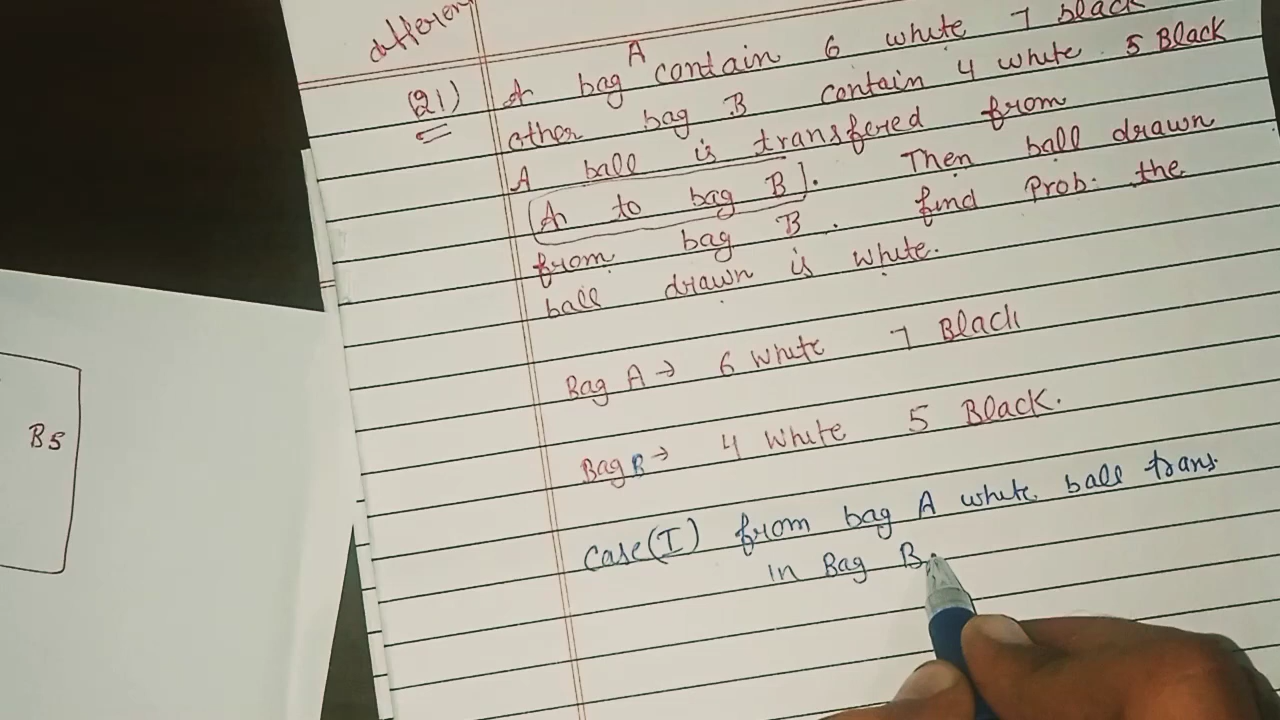 different
(21) A bag A contain 6 white 7 black
other bag B contain 4 white 5 Black
A ball is transfered from
A to bag B]. Then ball drawn
from bag B. find Prob. the
ball drawn is white.
Bag A → 6 White 7 Black
Bag B → 4 White 5 Black.
B5
Case (I) from bag A white ball trans.
in Bag B